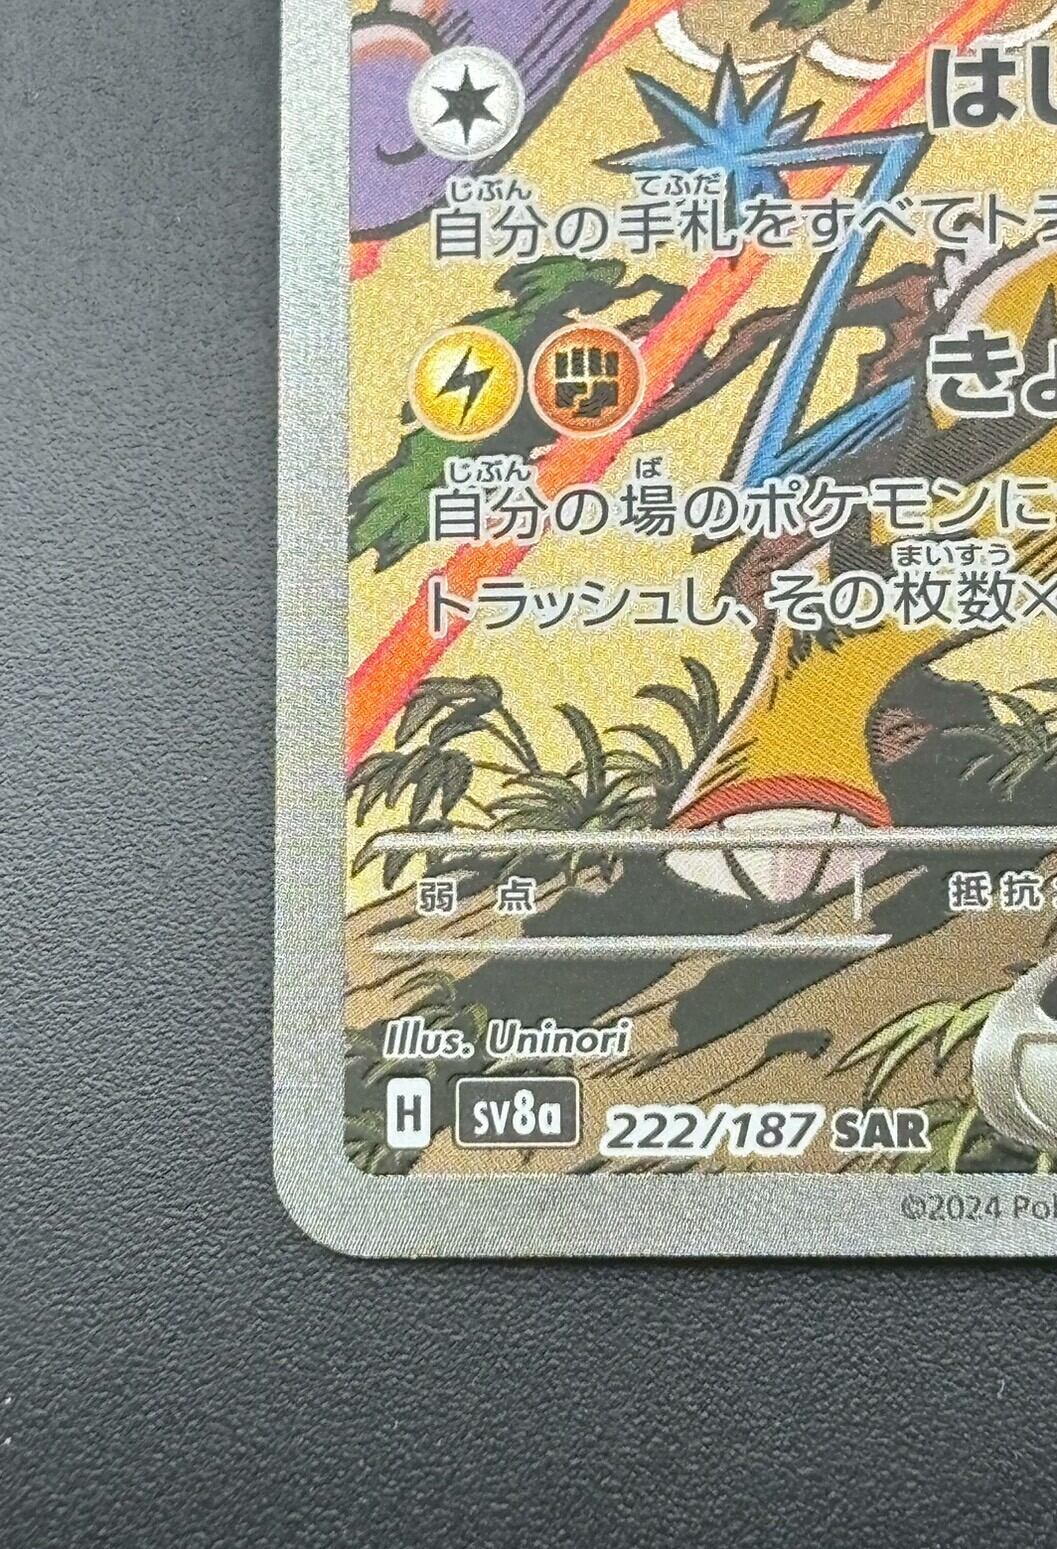 はし
じぶん てふだ
自分の手札をすべてトラ
きょ
じぶん ば
自分の場のポケモンに
まいすう
トラッシュし、その枚数×
弱 点 抵抗
Illus. Uninori
H sv8a 222/187 SAR
©2024 Pok